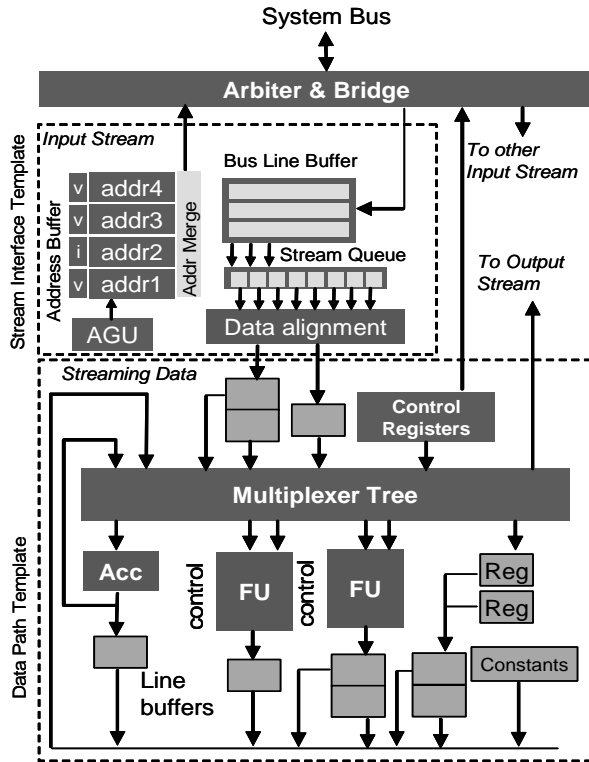 System Bus
Arbiter & Bridge
Input Stream
To other
Input Stream
Stream Interface Template
Address Buffer
v addr4
v addr3
i addr2
v addr1
Addr Merge
AGU
Bus Line Buffer
Stream Queue
Data alignment
To Output
Stream
Streaming Data
Control
Registers
Data Path Template
Multiplexer Tree
Acc
control
FU
control
FU
Reg
Reg
Line
buffers
Constants